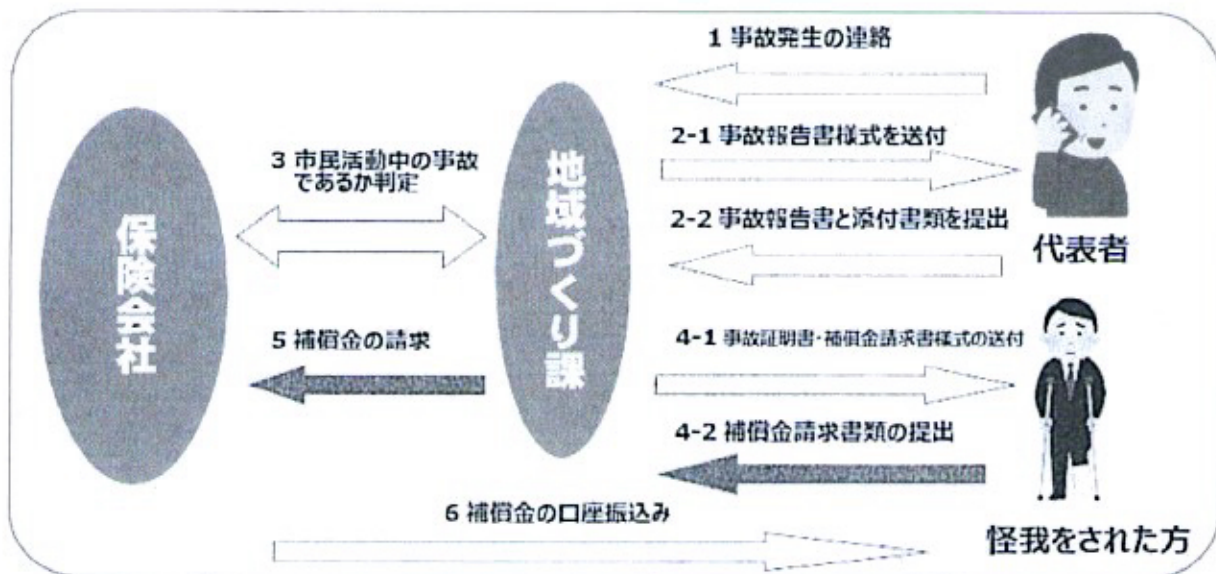 1 事故発生の連絡
2-1 事故報告書様式を送付
3 市民活動中の事故
であるか判定
2-2 事故報告書と添付書類を提出
代表者
保険会社
地域づくり課
5 補償金の請求
4-1 事故証明書・補償金請求書様式の送付
4-2 補償金請求書類の提出
6 補償金の口座振込み
怪我をされた方